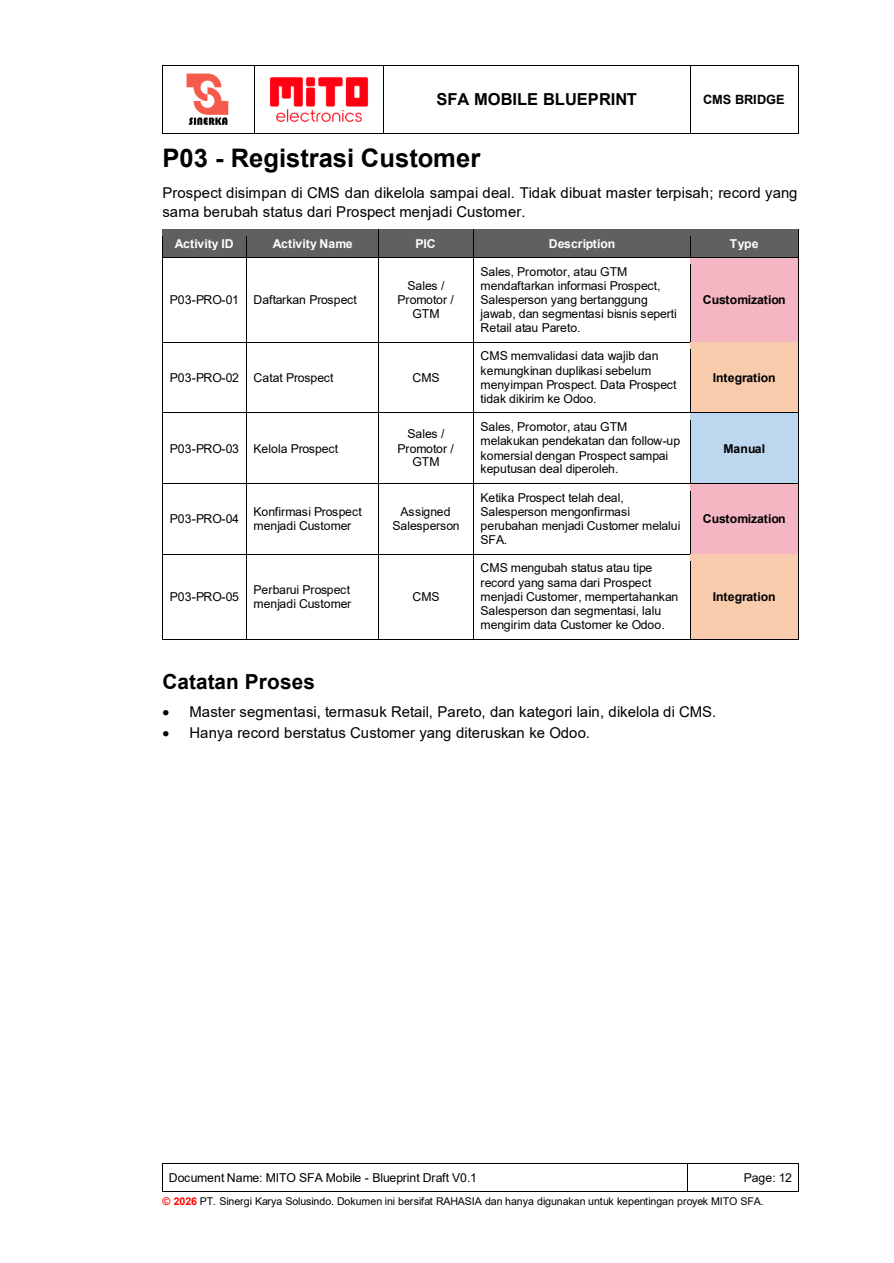 SINERKA
MiTO
electronics
SFA MOBILE BLUEPRINT
CMS BRIDGE
P03 - Registrasi Customer
Prospect disimpan di CMS dan dikelola sampai deal. Tidak dibuat master terpisah; record yang
sama berubah status dari Prospect menjadi Customer.
Activity ID
Activity Name
PIC
Description
Type
P03-PRO-01
Daftarkan Prospect
Sales /
Promotor /
GTM
Sales, Promotor, atau GTM
mendaftarkan informasi Prospect,
Salesperson yang bertanggung
jawab, dan segmentasi bisnis seperti
Retail atau Pareto.
Customization
P03-PRO-02
Catat Prospect
CMS
CMS memvalidasi data wajib dan
kemungkinan duplikasi sebelum
menyimpan Prospect. Data Prospect
tidak dikirim ke Odoo.
Integration
P03-PRO-03
Kelola Prospect
Sales /
Promotor /
GTM
Sales, Promotor, atau GTM
melakukan pendekatan dan follow-up
komersial dengan Prospect sampai
keputusan deal diperoleh.
Manual
P03-PRO-04
Konfirmasi Prospect
menjadi Customer
Assigned
Salesperson
Ketika Prospect telah deal,
Salesperson mengonfirmasi
perubahan menjadi Customer melalui
SFA.
Customization
P03-PRO-05
Perbarui Prospect
menjadi Customer
CMS
CMS mengubah status atau tipe
record yang sama dari Prospect
menjadi Customer, mempertahankan
Salesperson dan segmentasi, lalu
mengirim data Customer ke Odoo.
Integration
Catatan Proses
• Master segmentasi, termasuk Retail, Pareto, dan kategori lain, dikelola di CMS.
• Hanya record berstatus Customer yang diteruskan ke Odoo.
Document Name: MITO SFA Mobile - Blueprint Draft V0.1
Page: 12
© 2026 PT. Sinergi Karya Solusindo. Dokumen ini bersifat RAHASIA dan hanya digunakan untuk kepentingan proyek MITO SFA.